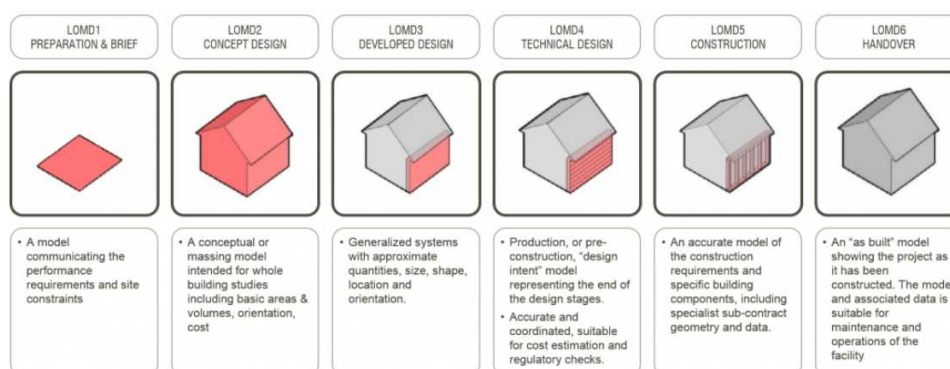 LOMD1
PREPARATION & BRIEF
LOMD2
CONCEPT DESIGN
LOMD3
DEVELOPED DESIGN
LOMD4
TECHNICAL DESIGN
LOMD5
CONSTRUCTION
LOMD6
HANDOVER
• A model
communicating the
performance
requirements and site
constraints
• A conceptual or
massing model
intended for whole
building studies
including basic areas &
volumes, orientation,
cost
• Generalized systems
with approximate
quantities, size, shape,
location and
orientation.
• Production, or pre-
construction, "design
intent" model
representing the end of
the design stages.
• Accurate and
coordinated, suitable
for cost estimation and
regulatory checks.
• An accurate model of
the construction
requirements and
specific building
components, including
specialist sub-contract
geometry and data.
• An "as built" model
showing the project as
it has been
constructed. The mode
and associated data is
suitable for
maintenance and
operations of the
facility